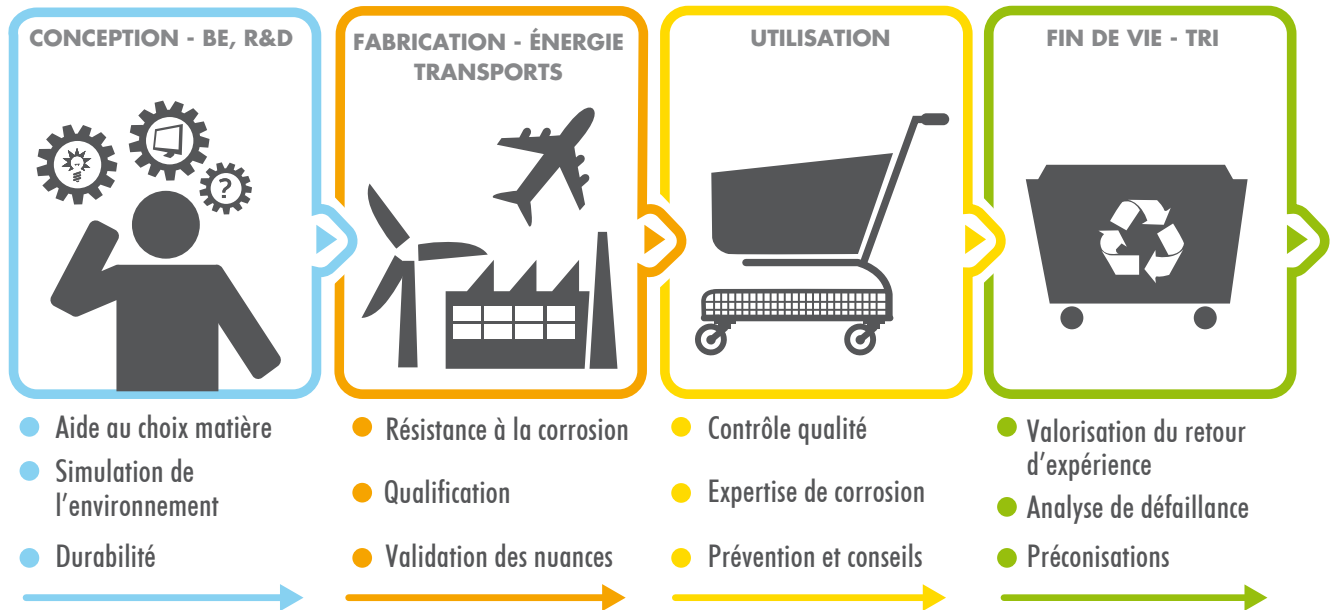 CONCEPTION - BE, R&D
FABRICATION - ÉNERGIE
TRANSPORTS
UTILISATION
FIN DE VIE - TRI
?
Aide au choix matière
Simulation de
l'environnement
Durabilité
Résistance à la corrosion
Qualification
Validation des nuances
Contrôle qualité
Expertise de corrosion
Prévention et conseils
Valorisation du retour
d'expérience
Analyse de défaillance
Préconisations